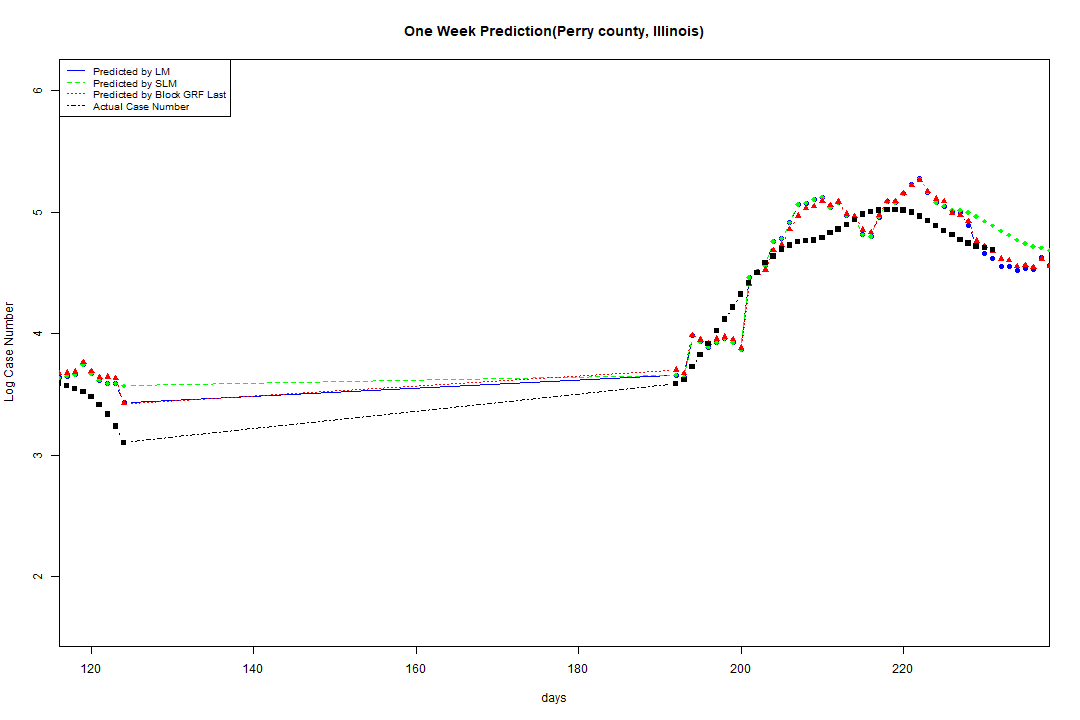 One Week Prediction(Perry county, Illinois)
Predicted by LM
Predicted by SLM
Predicted by Block GRF Last
Actual Case Number
6
5
4
3
2
Log Case Number
120 140 160 180 200 220
days